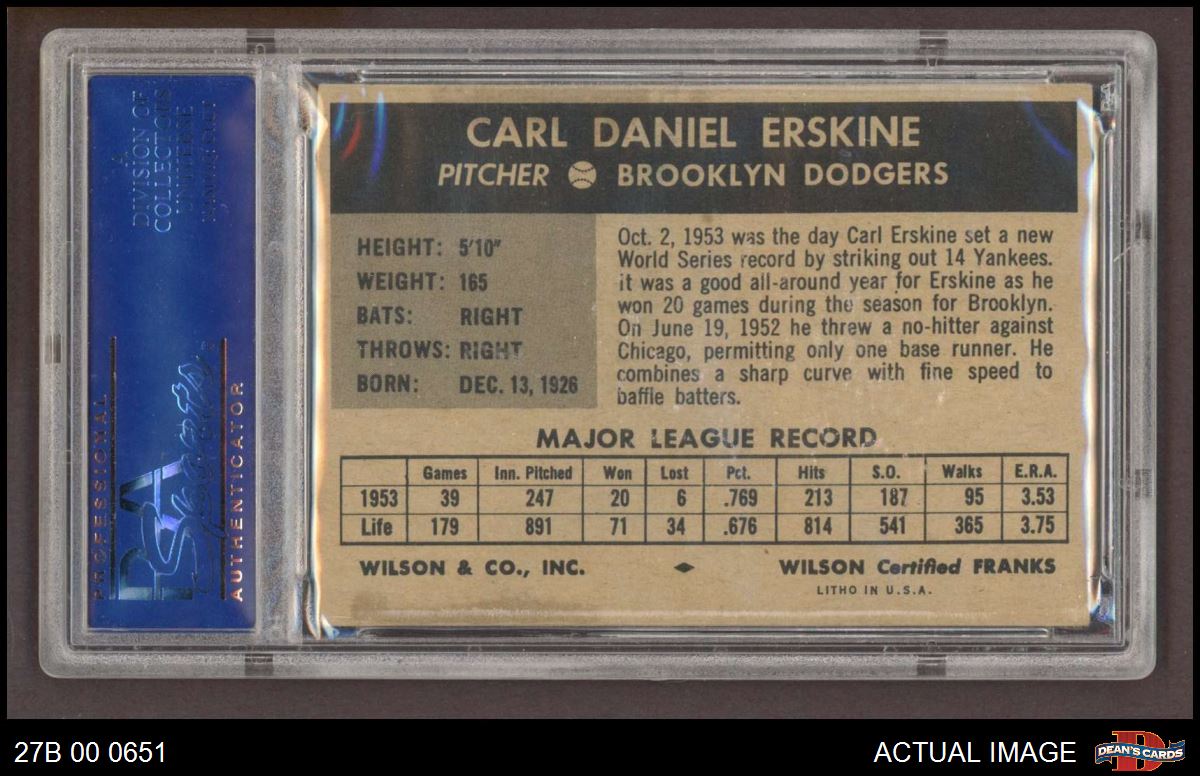 A
DIVISION OF
COLLECTORS
UNIVERSE
PROFESSIONAL
PSA
Sports
AUTHENTICATOR
CARL DANIEL ERSKINE
PITCHER BROOKLYN DODGERS
HEIGHT: 5'10"
WEIGHT: 165
BATS: RIGHT
THROWS: RIGHT
BORN: DEC. 13, 1926
Oct. 2, 1953 was the day Carl Erskine set a new
World Series record by striking out 14 Yankees.
it was a good all-around year for Erskine as he
won 20 games during the season for Brooklyn.
On June 19, 1952 he threw a no-hitter against
Chicago, permitting only one base runner. He
combines a sharp curve with fine speed to
baffle batters.
MAJOR LEAGUE RECORD
Games Inn. Pitched Won Lost Pct. Hits S.O. Walks E.R.A.
1953 39 247 20 6 .769 213 187 95 3.53
Life 179 891 71 34 .676 814 541 365 3.75
WILSON & CO., INC. WILSON Certified FRANKS
LITHO IN U.S.A.
27B 00 0651 ACTUAL IMAGE DEAN'S CARDS